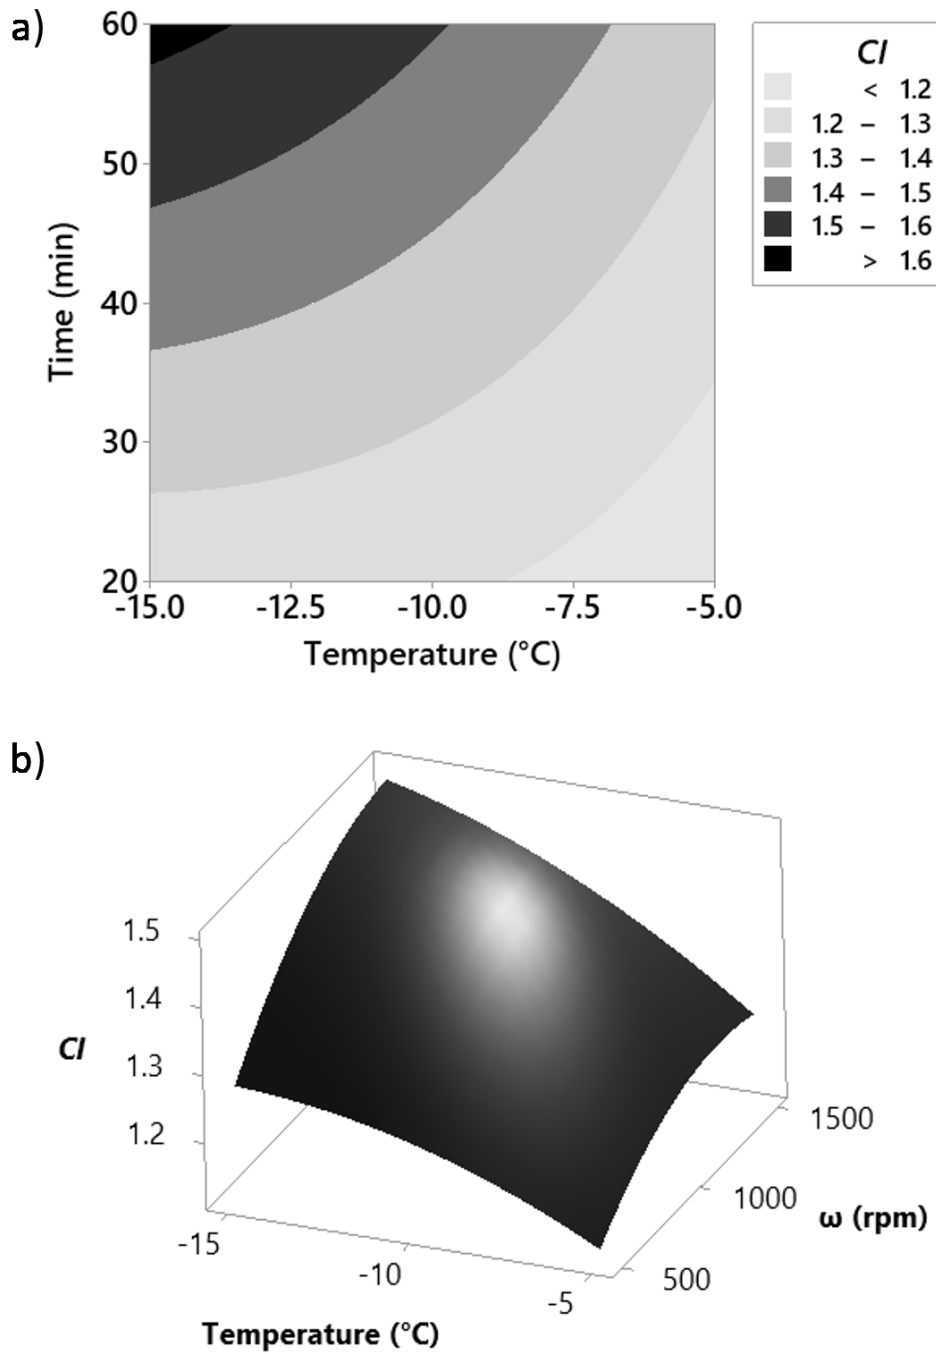 a)
60
50
40
30
20
Time (min)
-15.0 -12.5 -10.0 -7.5 -5.0
Temperature (°C)
CI
< 1.2
1.2 – 1.3
1.3 – 1.4
1.4 – 1.5
1.5 – 1.6
> 1.6
b)
1.5
1.4
1.3
1.2
CI
-15
-10
-5
Temperature (°C)
1500
1000
500
ω (rpm)